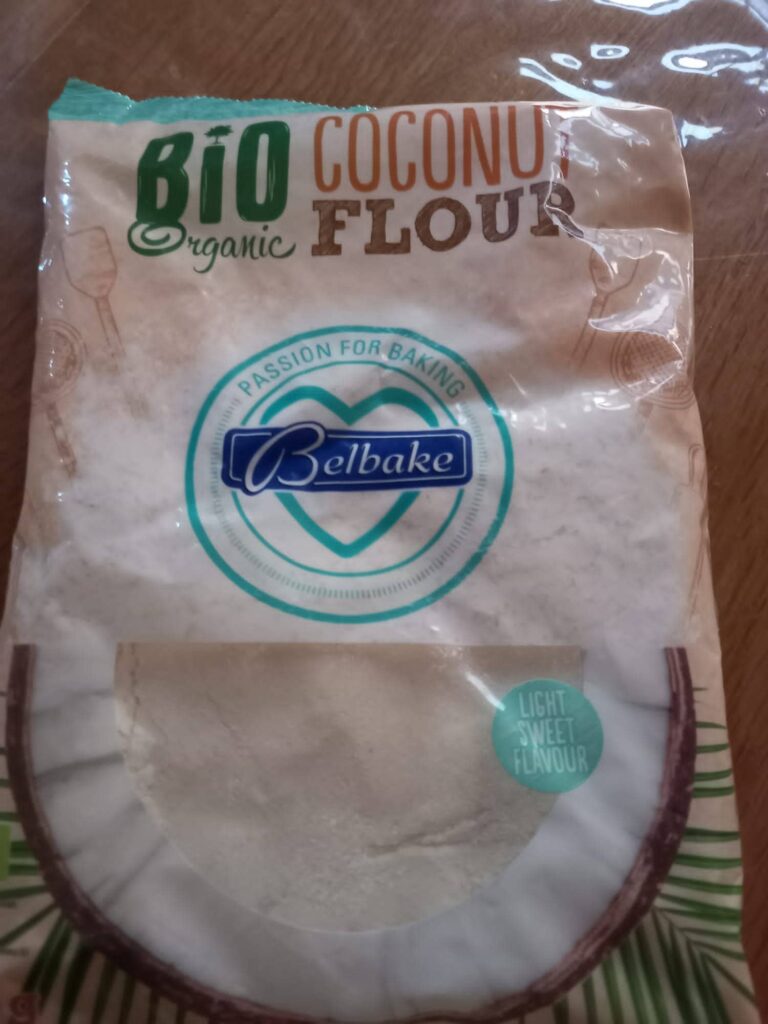 BiO
Organic
COCONUT
FLOUR
PASSION FOR BAKING
Belbake
LIGHT
SWEET
FLAVOUR